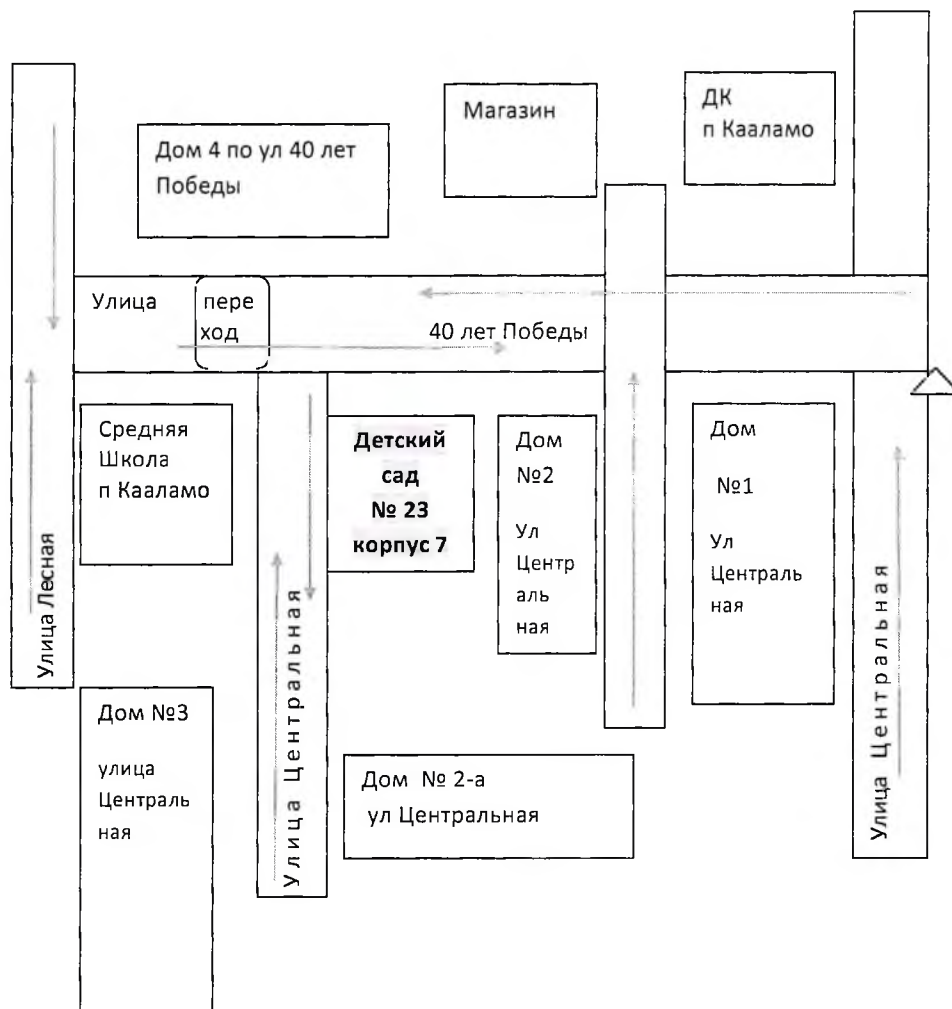 Магазин
ДК
п Кааламо
Дом 4 по ул 40 лет
Победы
Улица
пере
ход
40 лет Победы
Средняя
Школа
п Кааламо
Детский
сад
№ 23
корпус 7
Дом
№2
Ул
Центр
аль
ная
Дом
№1
Ул
Централь
ная
Улица Лесная
Улица Центральная
Улица Центральная
Дом №3
улица
Централь
ная
Дом № 2-а
ул Центральная